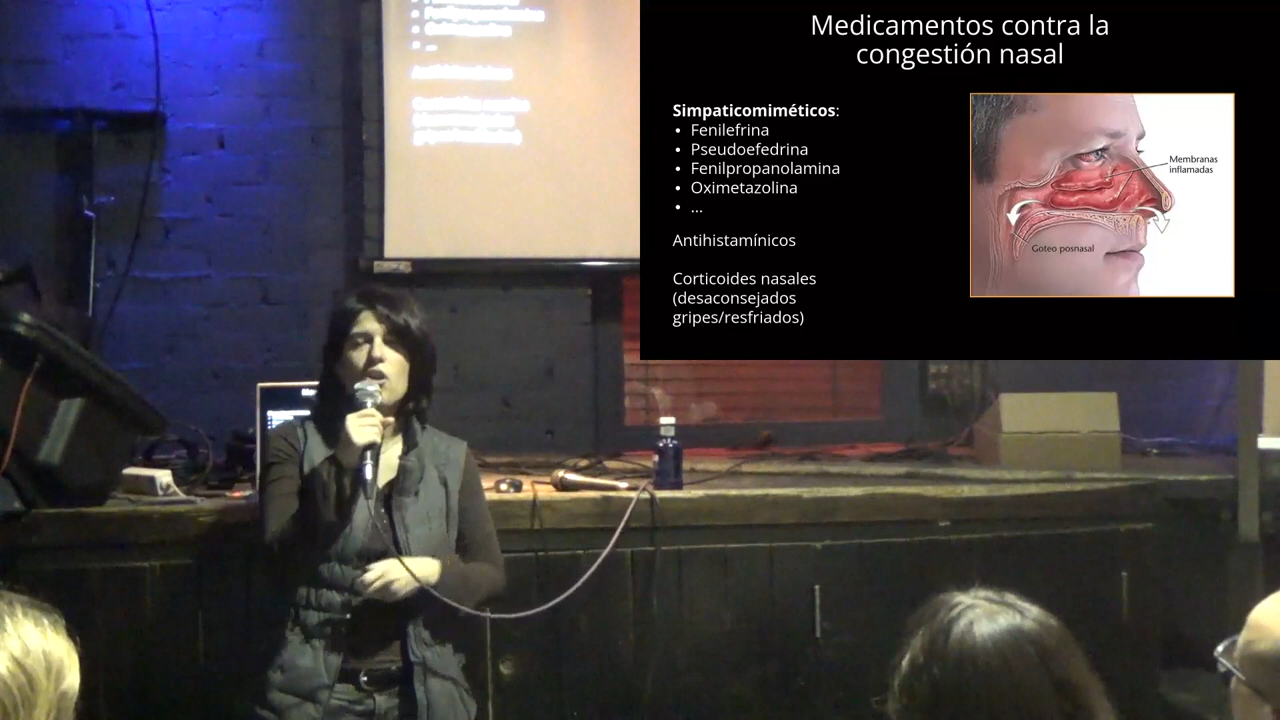 Medicamentos contra la
congestión nasal
Simpaticomiméticos:
• Fenilefrina
• Pseudoefedrina
• Fenilpropanolamina
• Oximetazolina
• ...
Antihistamínicos
Corticoides nasales
(desaconsejados
gripes/resfriados)
Membranas
inflamadas
Goteo posnasal